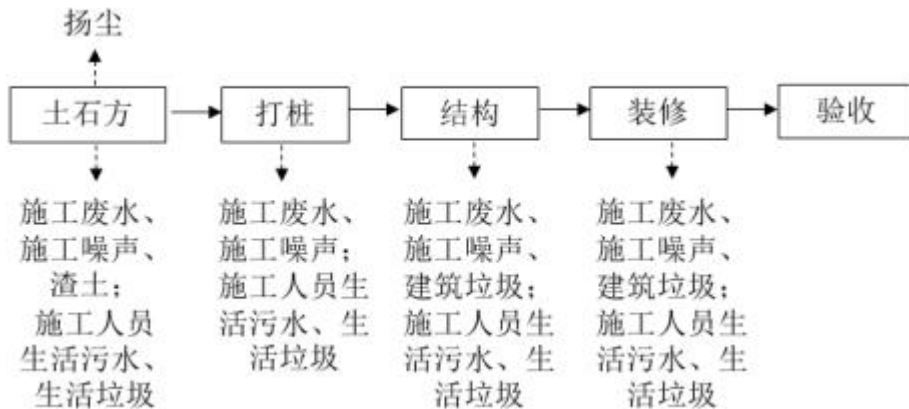 扬尘
土石方
打桩
结构
装修
验收
施工废水、
施工噪声、
渣土；
施工人员
生活污水、
生活垃圾
施工废水、
施工噪声；
施工人员生
活污水、生
活垃圾
施工废水、
施工噪声、
建筑垃圾；
施工人员生
活污水、生
活垃圾
施工废水、
施工噪声、
建筑垃圾；
施工人员生
活污水、生
活垃圾